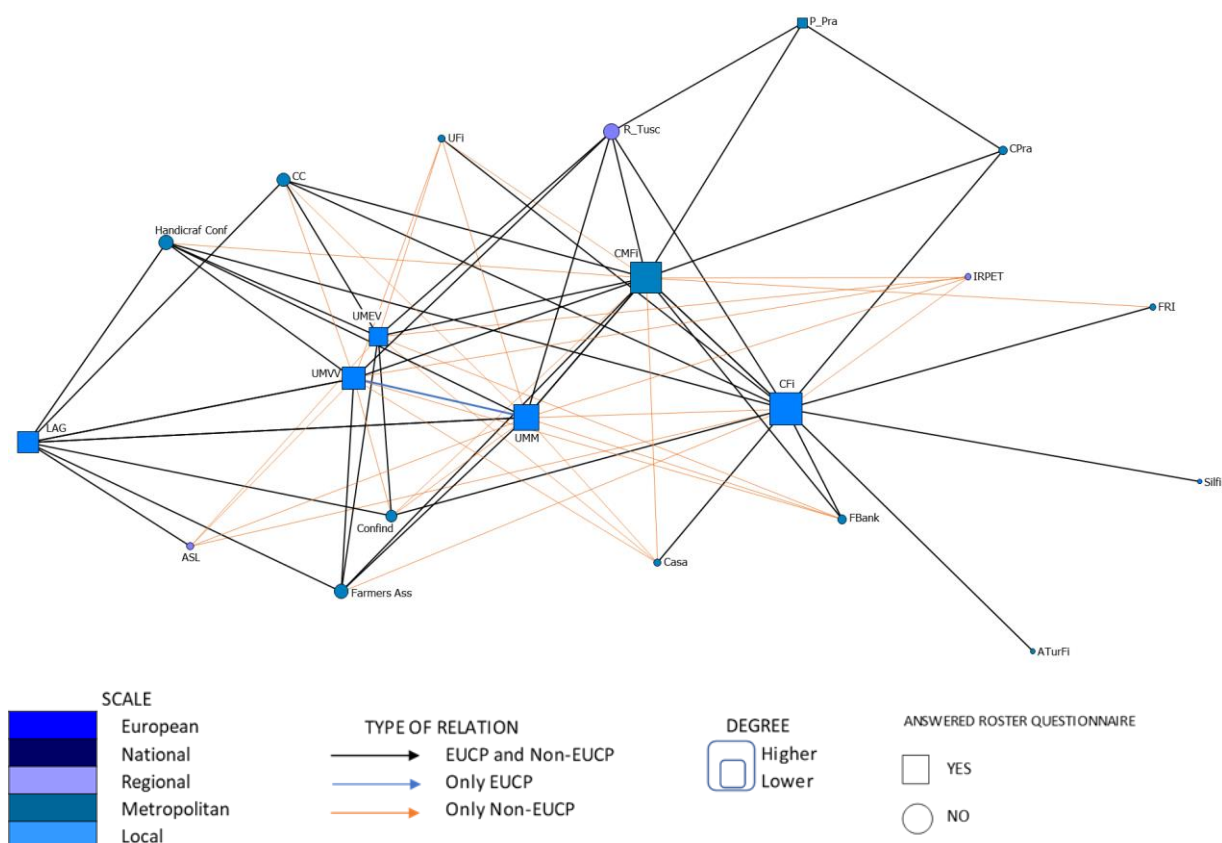 P_Pra
R_Tusc
UFi
CPra
CC
Handicraf Conf
CMFi
IRPET
FRI
UMEV
UMVV
CFi
LAG
UMM
Silfi
Confind
FBank
ASL
Casa
Farmers Ass
ATurFi
SCALE
European
National
Regional
Metropolitan
Local
TYPE OF RELATION
EUCP and Non-EUCP
Only EUCP
Only Non-EUCP
DEGREE
Higher
Lower
ANSWERED ROSTER QUESTIONNAIRE
YES
NO